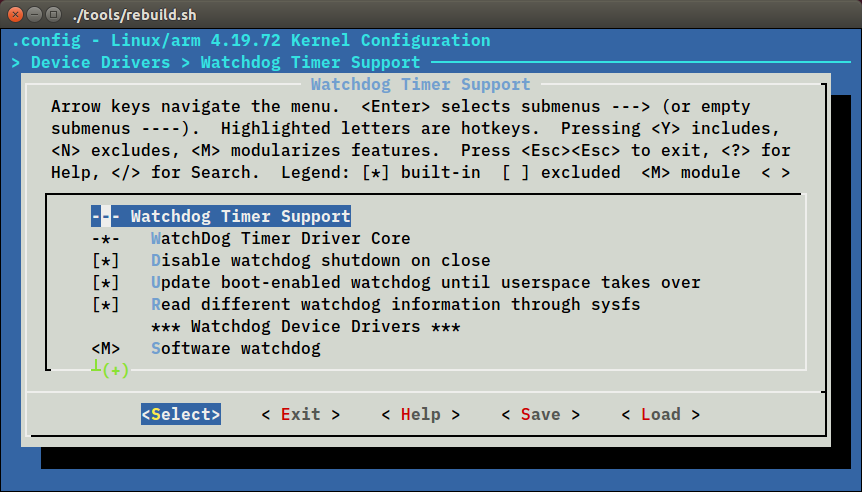 ./tools/rebuild.sh
.config - Linux/arm 4.19.72 Kernel Configuration
> Device Drivers > Watchdog Timer Support
Watchdog Timer Support
Arrow keys navigate the menu.  <Enter> selects submenus ---> (or empty
submenus ----).  Highlighted letters are hotkeys.  Pressing <Y> includes,
<N> excludes, <M> modularizes features.  Press <Esc><Esc> to exit, <?> for
Help, </> for Search.  Legend: [*] built-in  [ ] excluded  <M> module  < >
--- Watchdog Timer Support
-*-   WatchDog Timer Driver Core
[*]   Disable watchdog shutdown on close
[*]   Update boot-enabled watchdog until userspace takes over
[*]   Read different watchdog information through sysfs
*** Watchdog Device Drivers ***
<M>   Software watchdog
┴(+)
<Select>    < Exit >    < Help >    < Save >    < Load >